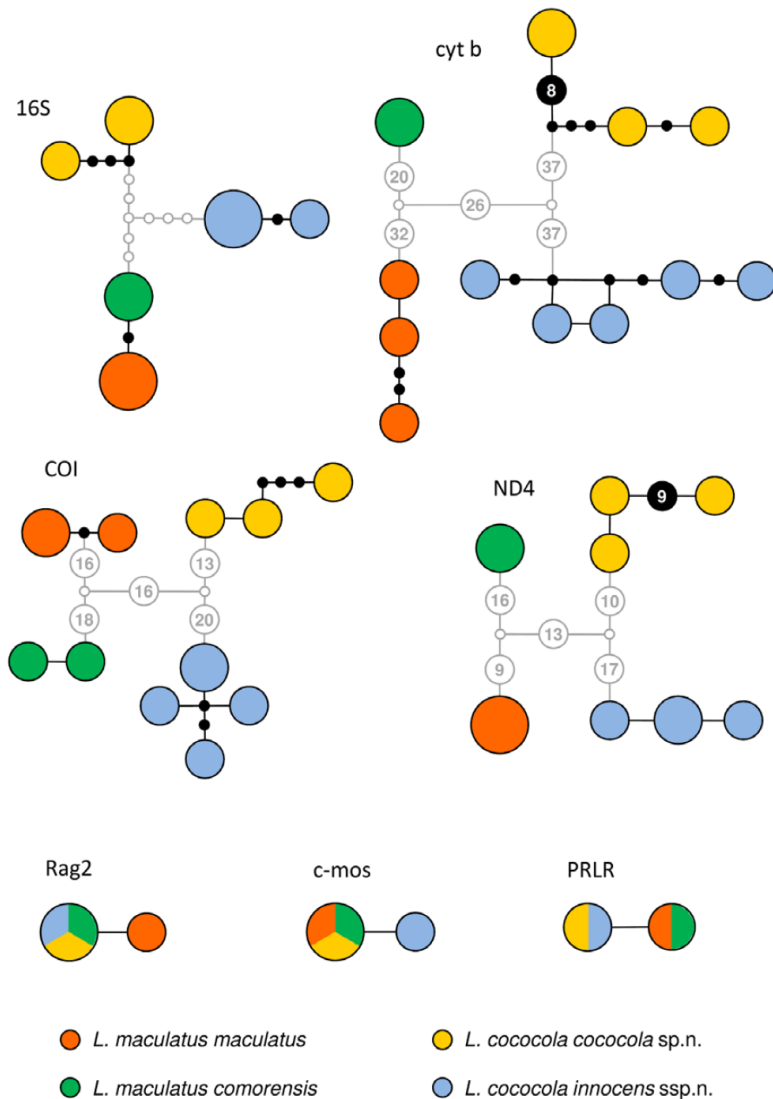 cyt b
16S
8
20
37
26
32
37
COI
ND4
9
16
13
16
18
20
16
10
13
9
17
Rag2
c-mos
PRLR
L. maculatus maculatus
L. cococola cococola sp.n.
L. maculatus comorensis
L. cococola innocens ssp.n.